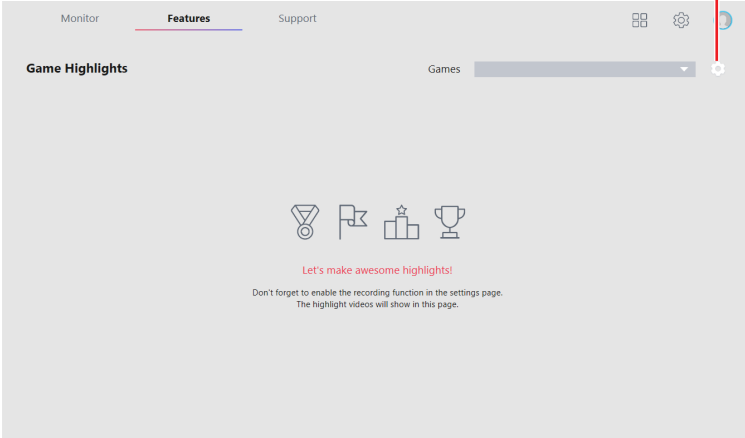 Monitor
Features
Support
Game Highlights
Games
Let's make awesome highlights!
Don't forget to enable the recording function in the settings page.
The highlight videos will show in this page.